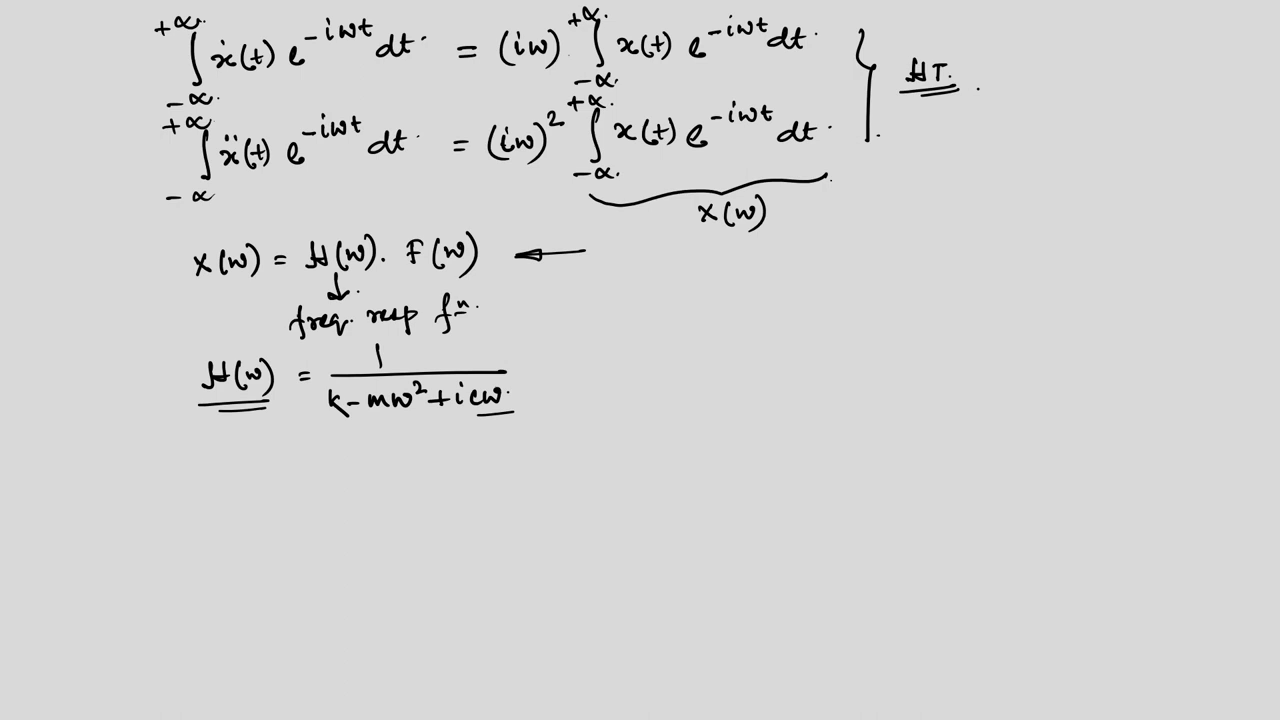 ∫_{-∝}^{+∝} ẋ(t) e^{-iωt} dt = (iω) ∫_{-∝}^{+∝} x(t) e^{-iωt} dt. } HT.
∫_{-∝}^{+∝} ẍ(t) e^{-iωt} dt = (iω)² ∫_{-∝}^{+∝} x(t) e^{-iωt} dt.
X(ω)
X(ω) = H(ω). F(ω) ←
↓
freq. resp fⁿ.
H(ω) = 1 / (k - mω² + icω.)